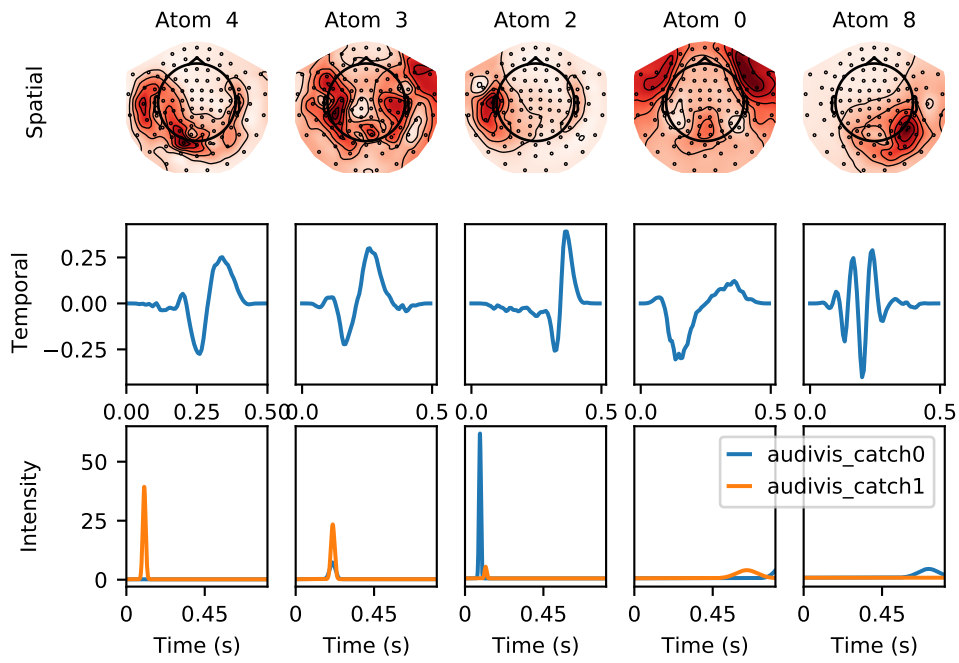 Atom 4 Atom 3 Atom 2 Atom 0 Atom 8
Spatial
Temporal
0.25
0.00
−0.25
0.00 0.25 0.50 0.0 0.5 0.0 0.5 0.0 0.5 0.0 0.5
Intensity
50
25
0
audivis_catch0
audivis_catch1
0 0.45 0 0.45 0 0.45 0 0.45 0 0.45
Time (s) Time (s) Time (s) Time (s) Time (s)